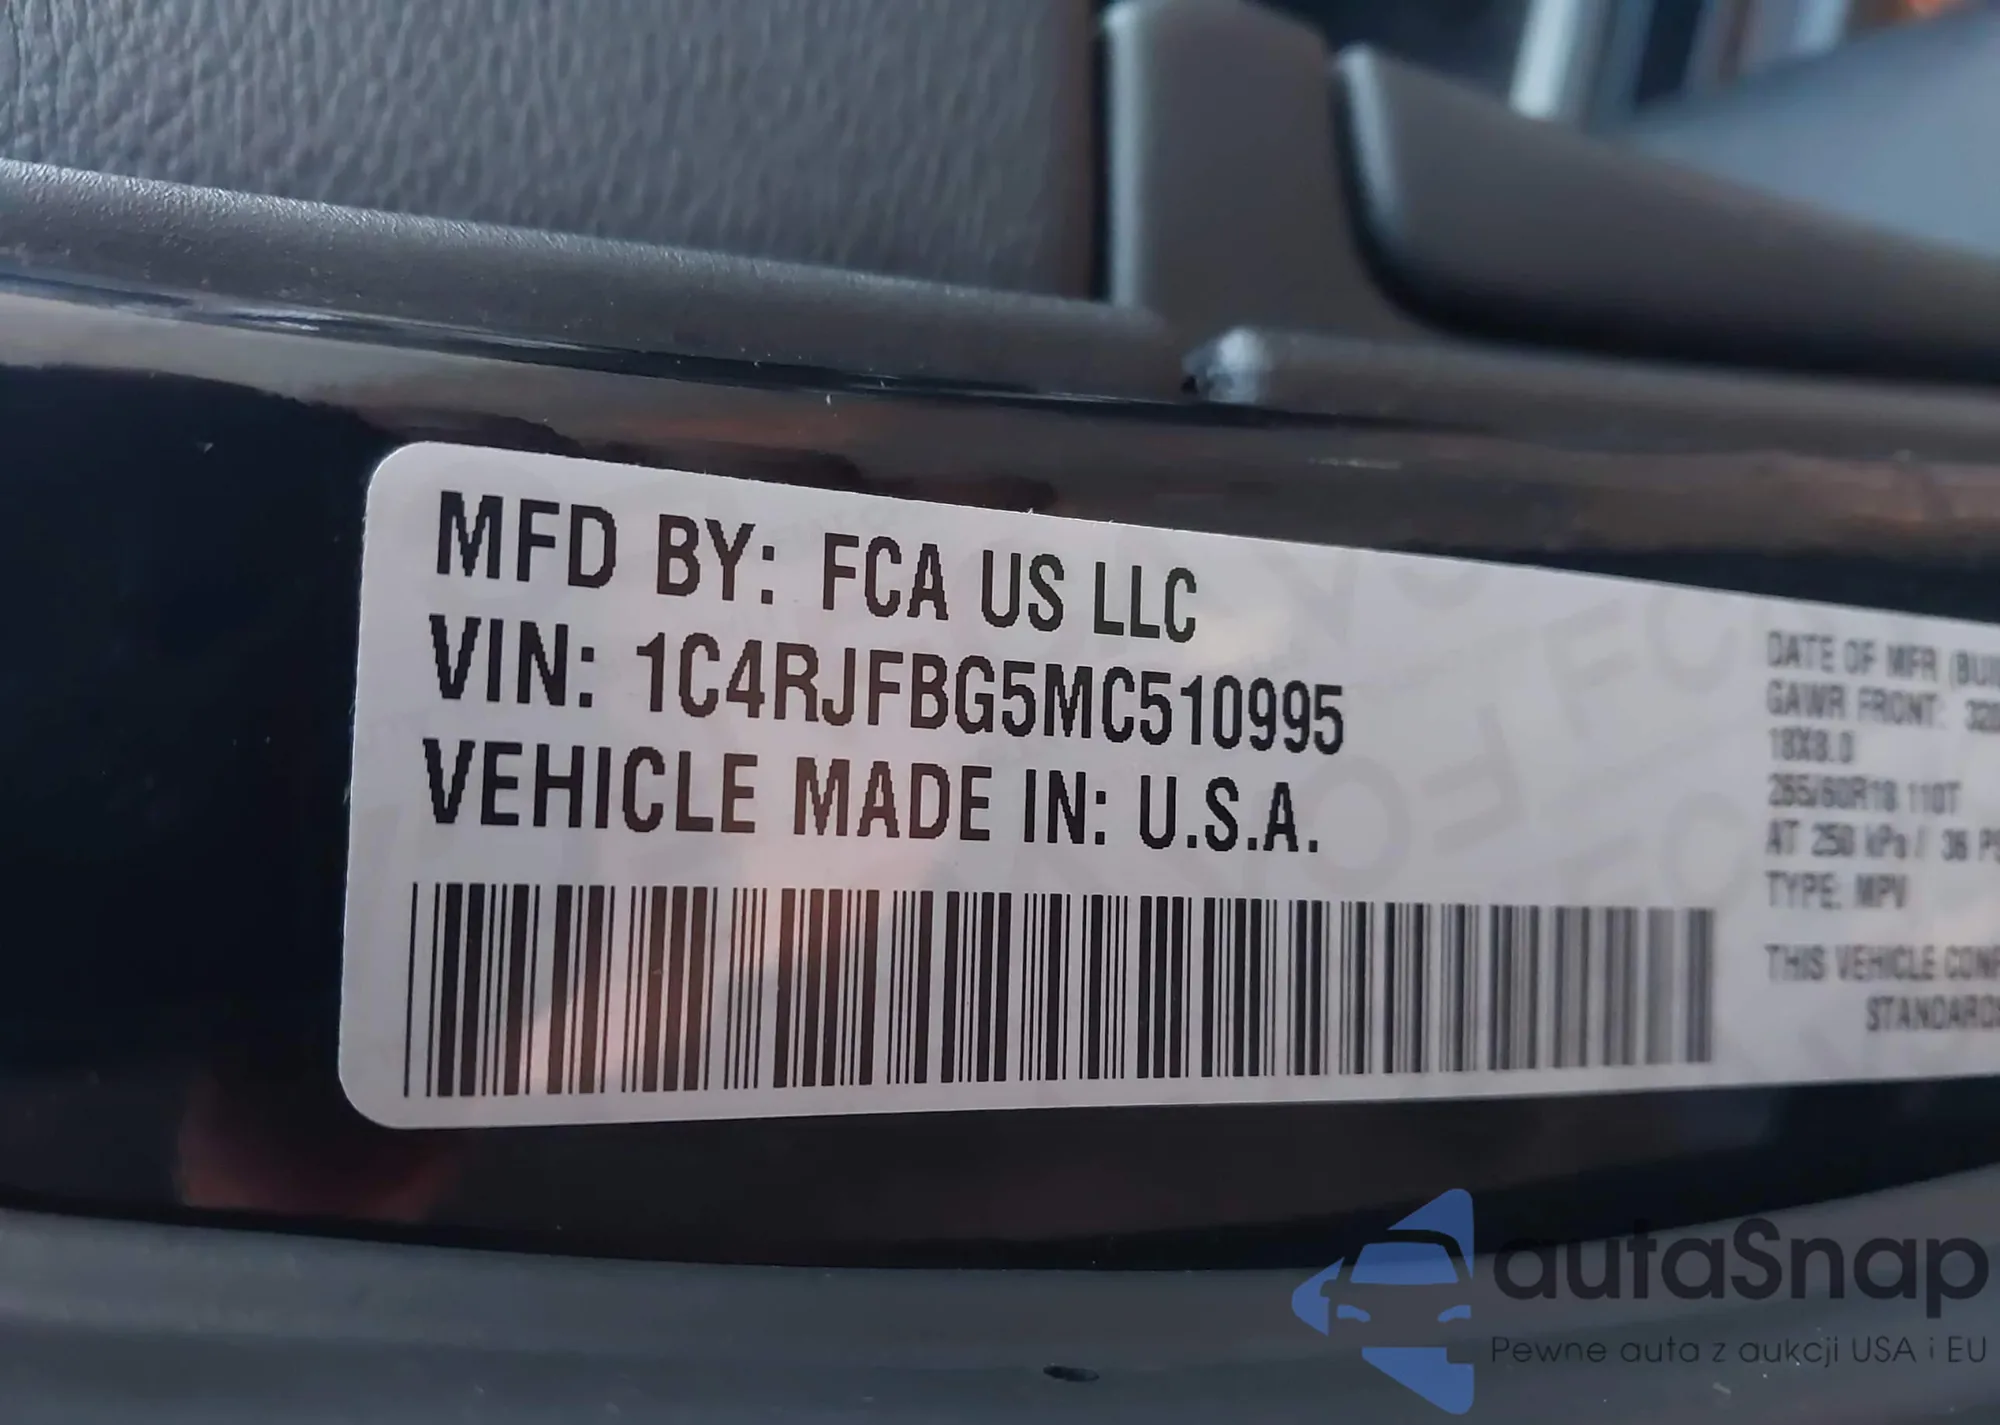 MFD BY: FCA US LLC
VIN: 1C4RJFBG5MC510995
VEHICLE MADE IN: U.S.A.
DATE OF MFR
GAWR FRONT:
18X8.0
265/60R18 110T
AT 250 kPa / 36
TYPE: MPV
THIS VEHICLE
autaSnap
Pewne auta z aukcji USA i EU